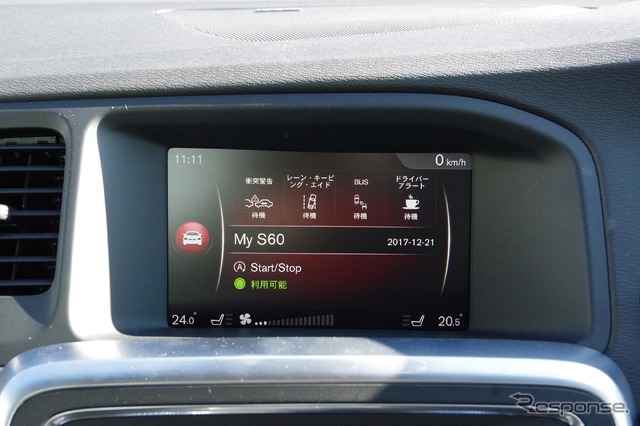 11:11
0 km/h
衝突警告
レーン・キーピ
ング・エイド
BLIS
ドライバー
アラート
待機
待機
待機
待機
My S60
2017-12-21
Start/Stop
利用可能
24.0°
20.5°
Response.